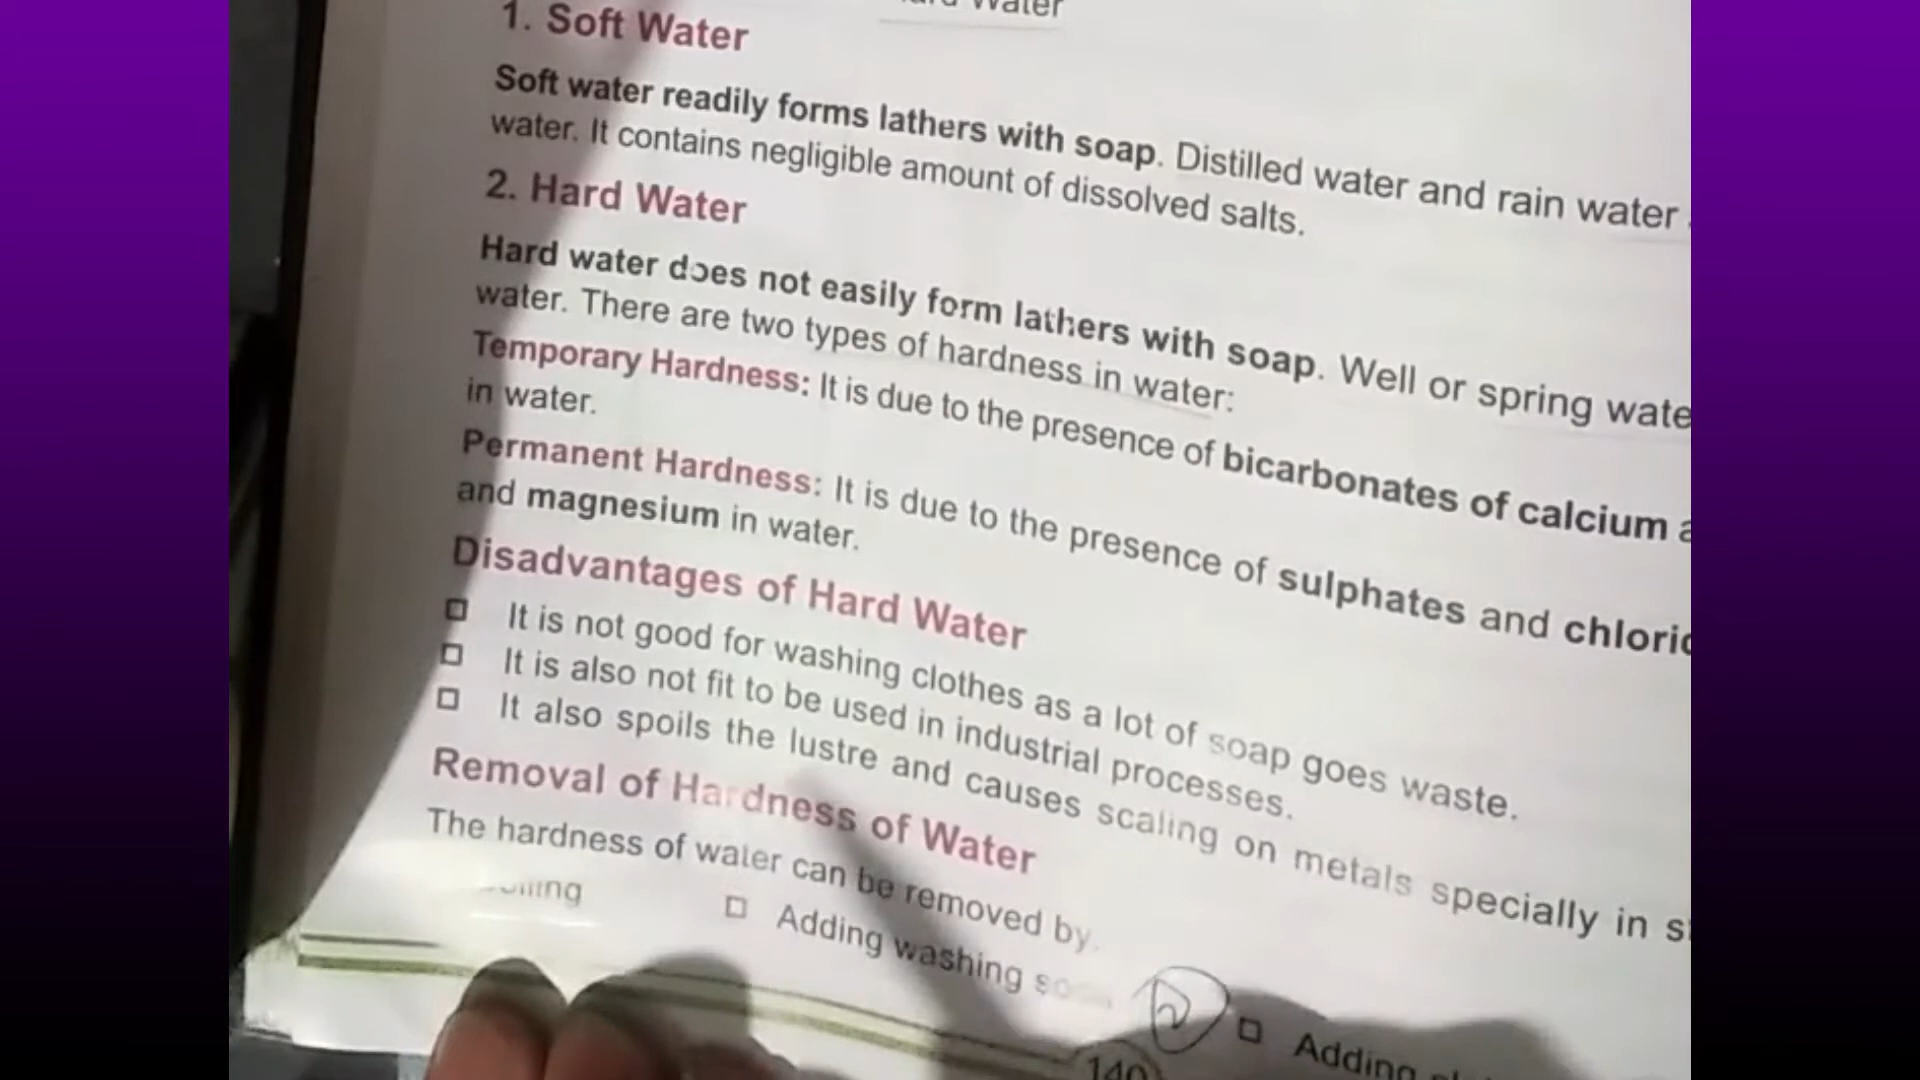 Water
1. Soft Water
Soft water readily forms lathers with soap. Distilled water and rain water
water. It contains negligible amount of dissolved salts.
2. Hard Water
Hard water does not easily form lathers with soap. Well or spring wate
water. There are two types of hardness in water:
Temporary Hardness: It is due to the presence of bicarbonates of calcium a
in water.
Permanent Hardness: It is due to the presence of sulphates and chloric
and magnesium in water.
Disadvantages of Hard Water
It is not good for washing clothes as a lot of soap goes waste.
It is also not fit to be used in industrial processes.
It also spoils the lustre and causes scaling on metals specially in s
Removal of Hardness of Water
The hardness of water can be removed by.
Adding washing
2
Adding
140